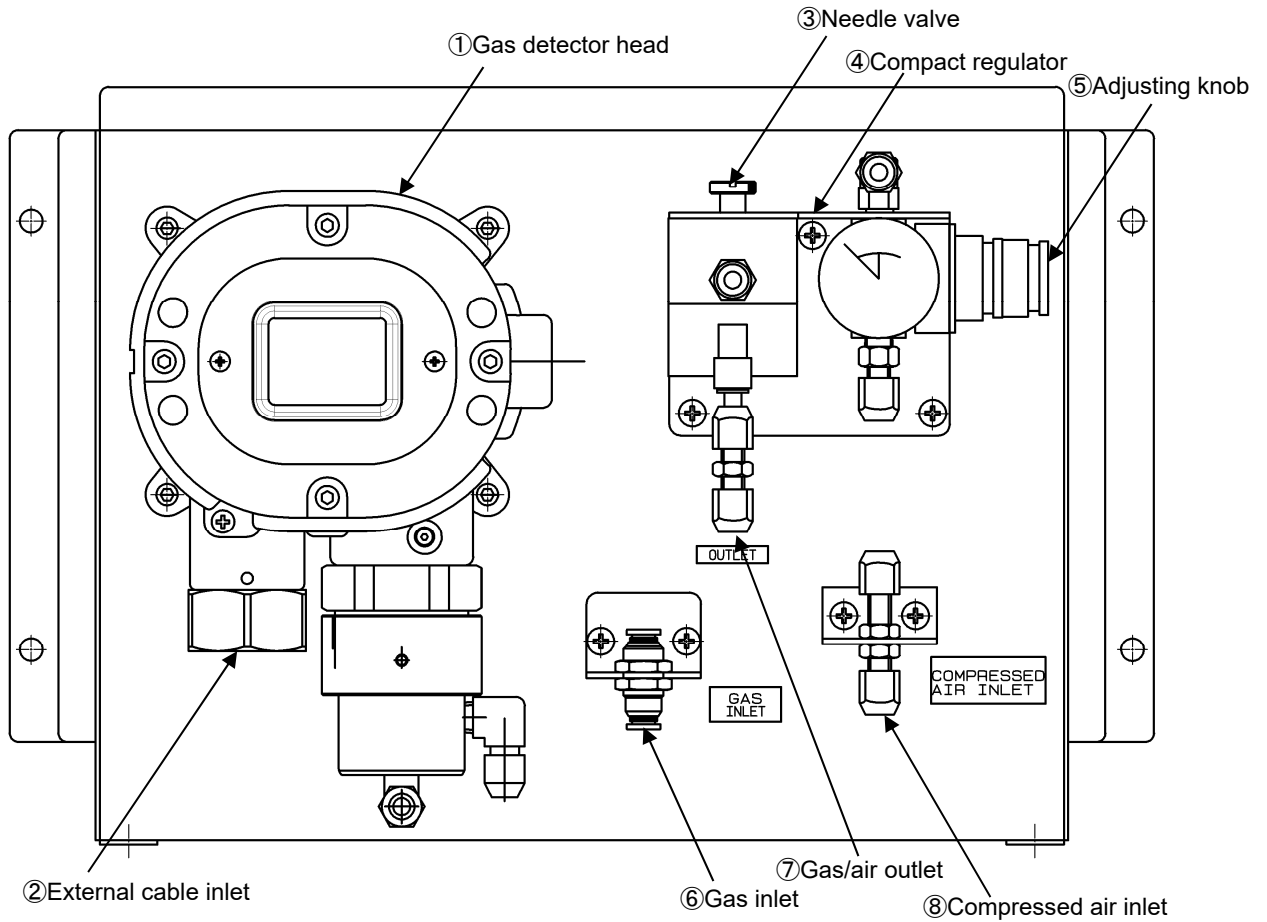 ③Needle valve
①Gas detector head
④Compact regulator
⑤Adjusting knob
OUTLET
COMPRESSED
AIR INLET
GAS
INLET
⑦Gas/air outlet
②External cable inlet
⑥Gas inlet
⑧Compressed air inlet